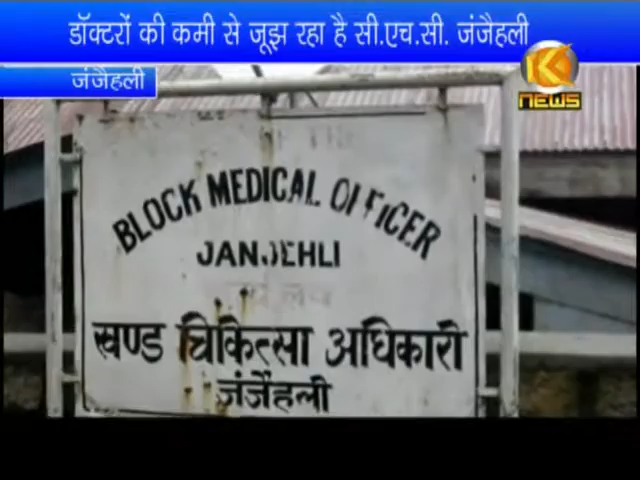 डॉक्टरों की कमी से जूझ रहा है सी.एच.सी. जंजैहली
जंजैहली
K
NEWS
BLOCK MEDICAL OFFICER
JANJEHLI
खण्ड चिकित्सा अधिकारी
जंजैहली